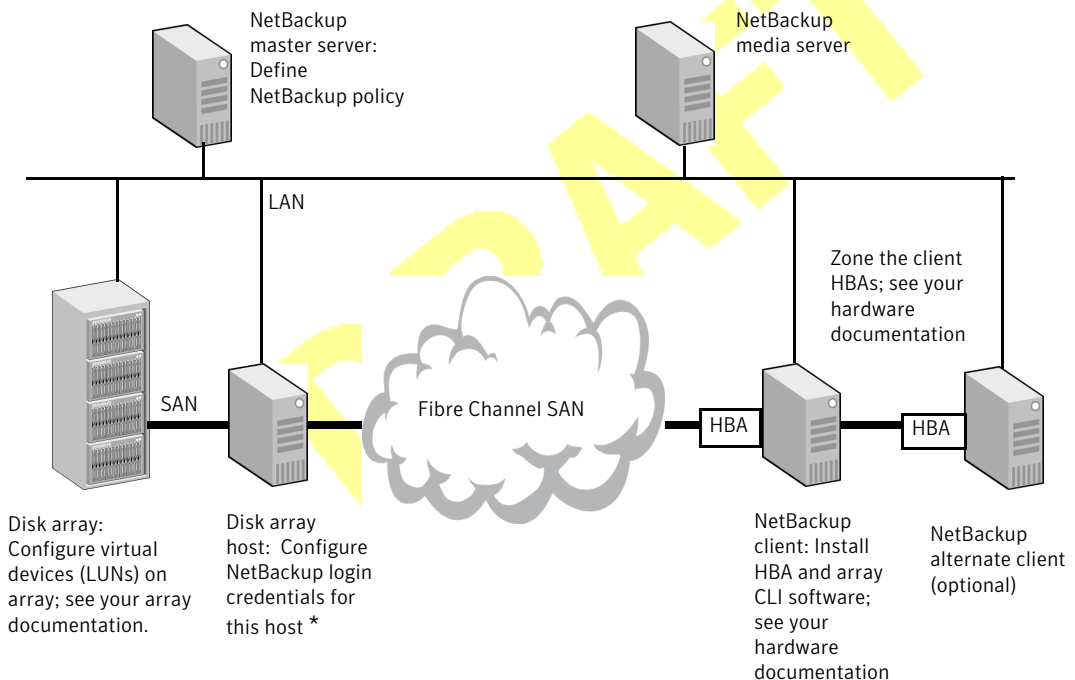 NetBackup
master server:
Define
NetBackup policy
NetBackup
media server
LAN
Zone the client
HBAs; see your
hardware
documentation
SAN
Fibre Channel SAN
HBA
HBA
Disk array:
Configure virtual
devices (LUNs) on
array; see your array
documentation.
Disk array
host: Configure
NetBackup login
credentials for
this host *
NetBackup
client: Install
HBA and array
CLI software;
see your
hardware
documentation
NetBackup
alternate client
(optional)